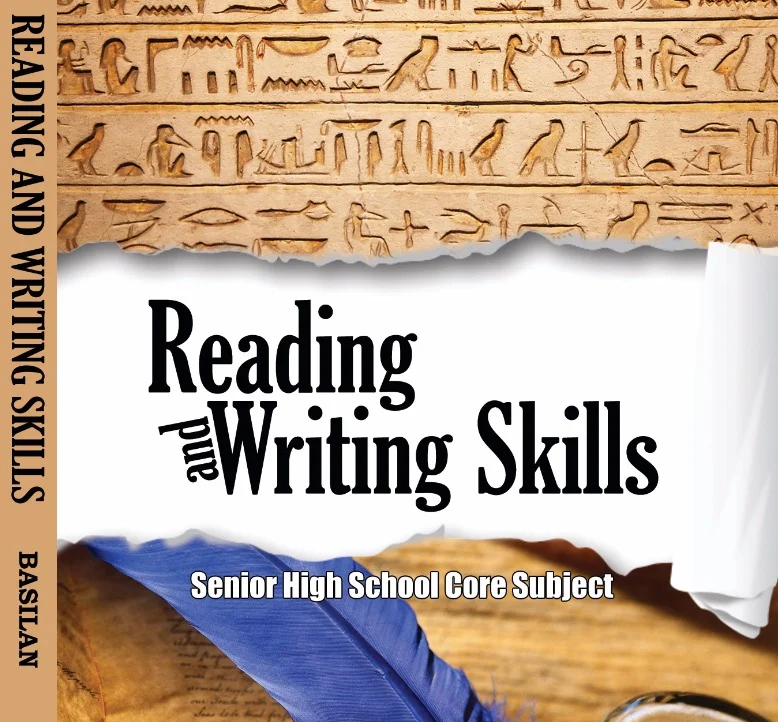 READING AND WRITING SKILLS
BASILAN
Reading
and Writing Skills
Senior High School Core Subject